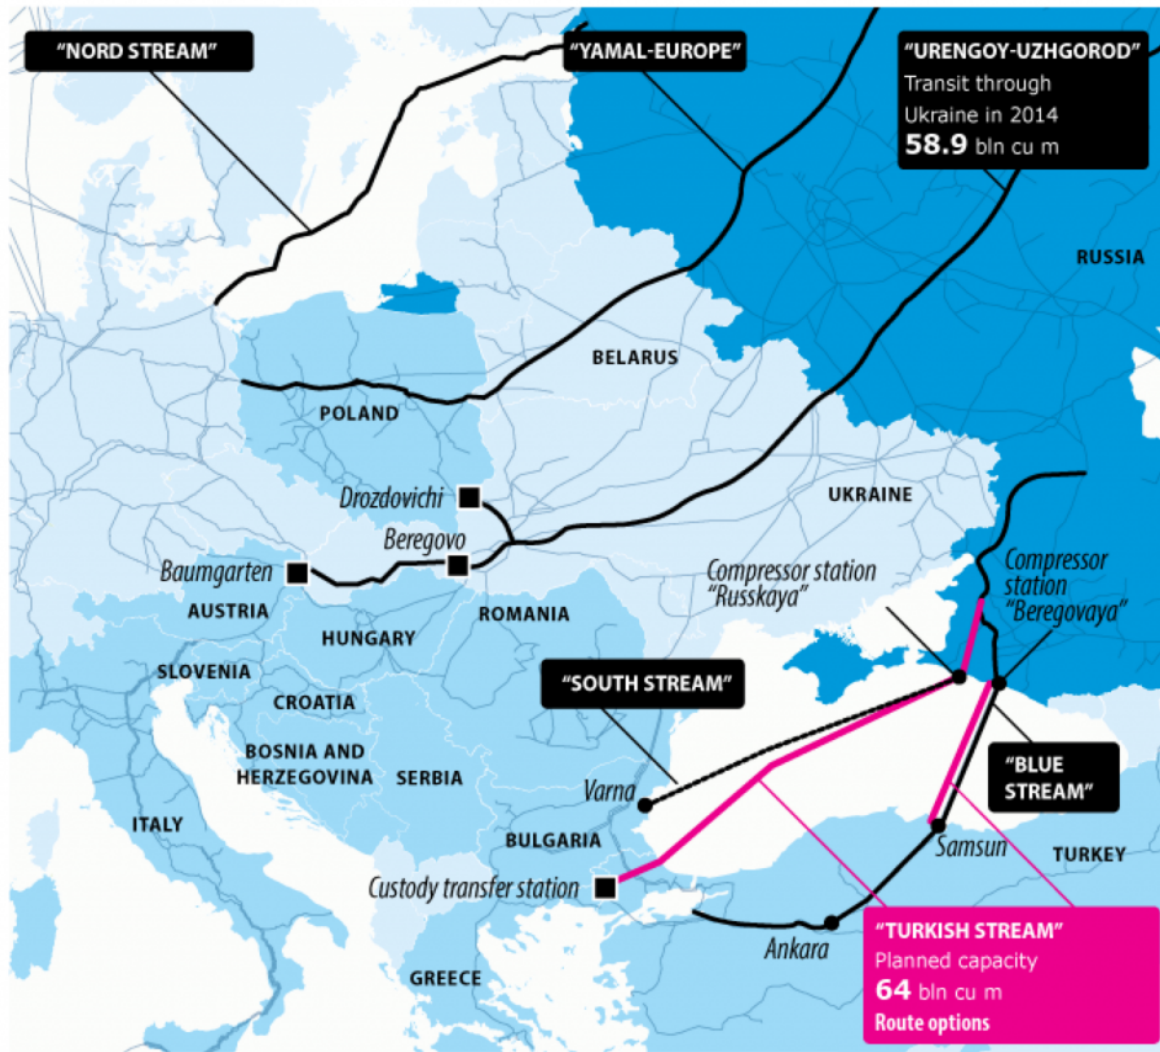 “NORD STREAM”
“YAMAL-EUROPE”
“URENGOY-UZHGOROD”
Transit through
Ukraine in 2014
58.9 bln cu m
RUSSIA
BELARUS
POLAND
UKRAINE
Drozdovichi
Beregovo
Baumgarten
Compressor station
“Russkaya”
Compressor
station
“Beregovaya”
AUSTRIA
ROMANIA
HUNGARY
SLOVENIA
“SOUTH STREAM”
CROATIA
BOSNIA AND
HERZEGOVINA
SERBIA
“BLUE
STREAM”
Varna
ITALY
BULGARIA
Samsun
TURKEY
Custody transfer station
“TURKISH STREAM”
Planned capacity
64 bln cu m
Route options
Ankara
GREECE